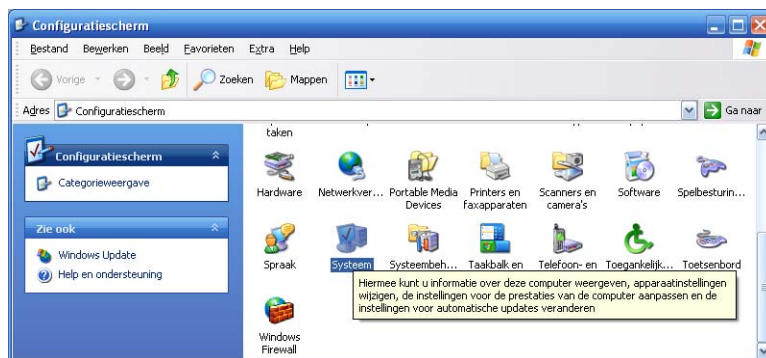 Configuratiescherm
Bestand Bewerken Beeld Favorieten Extra Help
Vorige Zoeken Mappen
Adres Configuratiescherm Ga naar
taken
Configuratiescherm
Categorieweergave
Hardware Netwerkver... Portable Media Devices Printers en faxapparaten Scanners en camera's Software Spelbesturin...
Zie ook
Windows Update
Help en ondersteuning
Spraak Systeem Systeembeh... Taakbalk en Telefoon- en Toegankelijk... Toetsenbord
Hiermee kunt u informatie over deze computer weergeven, apparaatinstellingen
wijzigen, de instellingen voor de prestaties van de computer aanpassen en de
instellingen voor automatische updates veranderen
Windows
Firewall